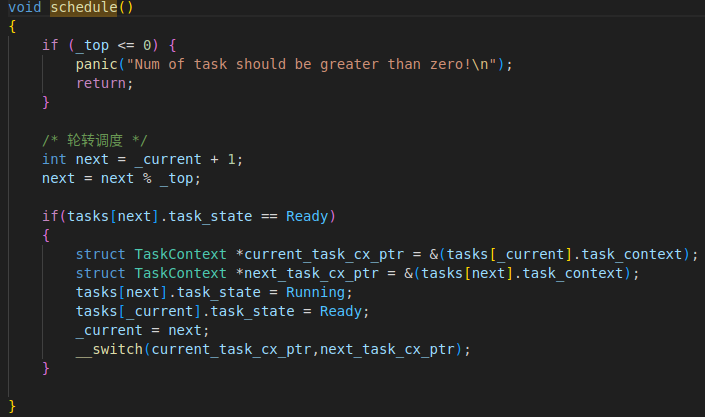 void schedule()
{
    if (_top <= 0) {
        panic("Num of task should be greater than zero!\n");
        return;
    }

    /* 轮转调度 */
    int next = _current + 1;
    next = next % _top;

    if(tasks[next].task_state == Ready)
    {
        struct TaskContext *current_task_cx_ptr = &(tasks[_current].task_context);
        struct TaskContext *next_task_cx_ptr = &(tasks[next].task_context);
        tasks[next].task_state = Running;
        tasks[_current].task_state = Ready;
        _current = next;
        __switch(current_task_cx_ptr,next_task_cx_ptr);
    }

}